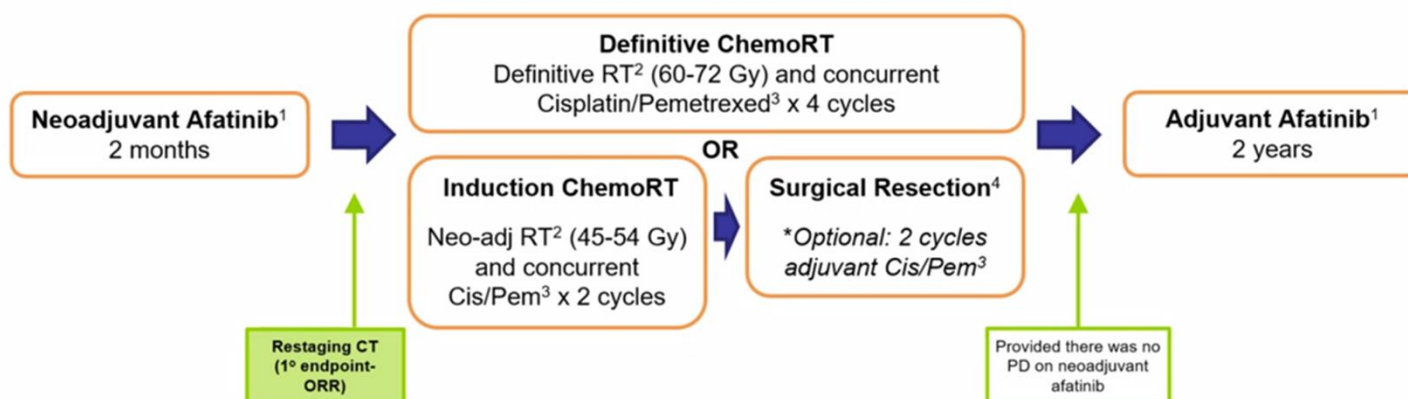 Neoadjuvant Afatinib¹
2 months
Definitive ChemoRT
Definitive RT² (60-72 Gy) and concurrent
Cisplatin/Pemetrexed³ x 4 cycles
OR
Induction ChemoRT
Neo-adj RT² (45-54 Gy)
and concurrent
Cis/Pem³ x 2 cycles
Surgical Resection⁴
*Optional: 2 cycles
adjuvant Cis/Pem³
Adjuvant Afatinib¹
2 years
Restaging CT
(1º endpoint-
ORR)
Provided there was no
PD on neoadjuvant
afatinib